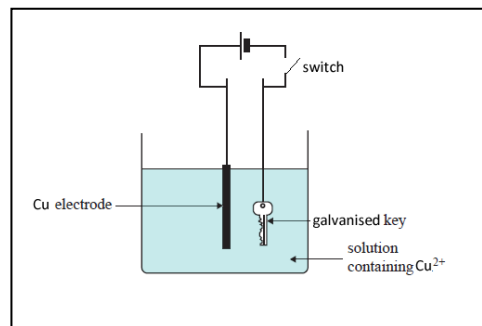 switch
Cu electrode
galvanised key
solution
containing Cu2+